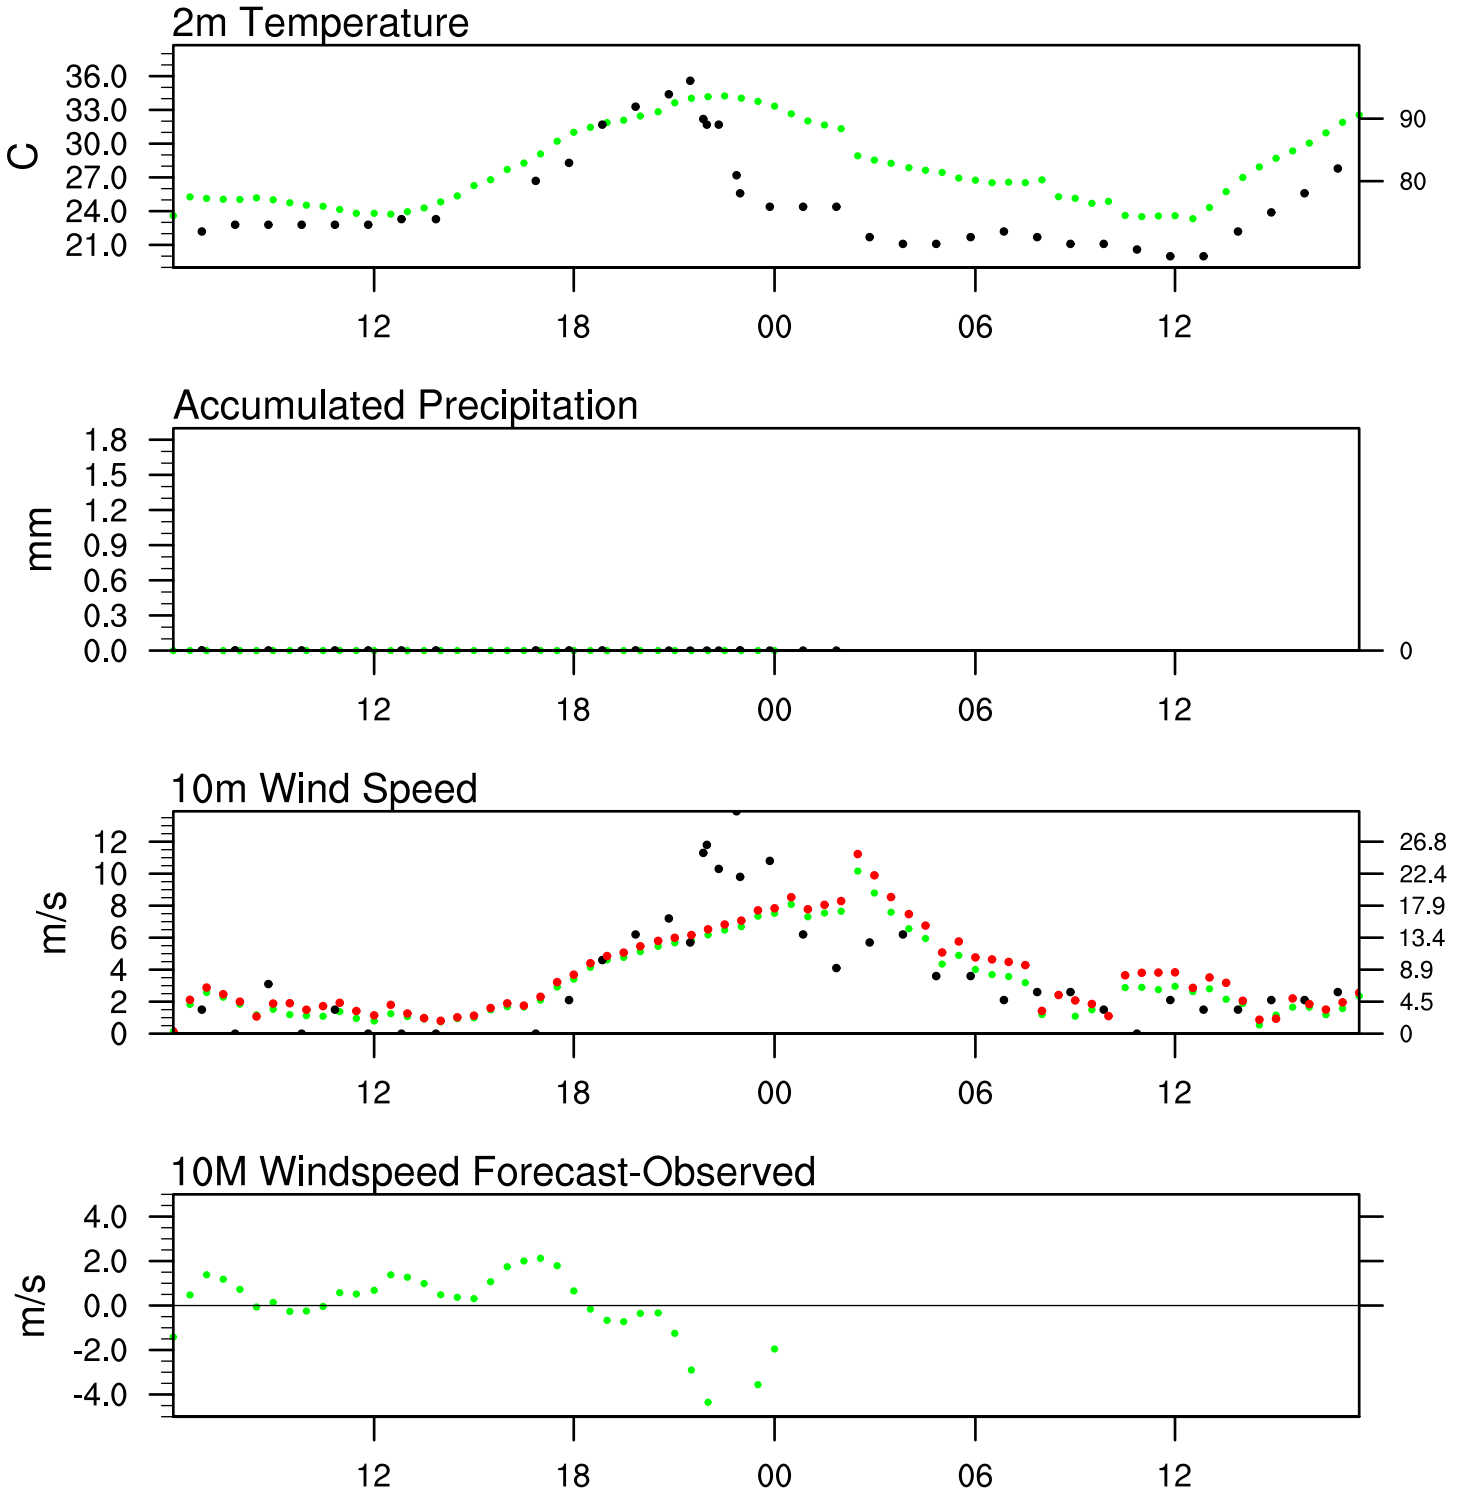 2m Temperature
36.0
33.0
30.0
27.0
24.0
21.0
C
90
80
12 18 00 06 12
Accumulated Precipitation
1.8
1.5
1.2
0.9
0.6
0.3
0.0
mm
0
12 18 00 06 12
10m Wind Speed
12
10
8
6
4
2
0
m/s
26.8
22.4
17.9
13.4
8.9
4.5
0
12 18 00 06 12
10M Windspeed Forecast-Observed
4.0
2.0
0.0
-2.0
-4.0
m/s
12 18 00 06 12